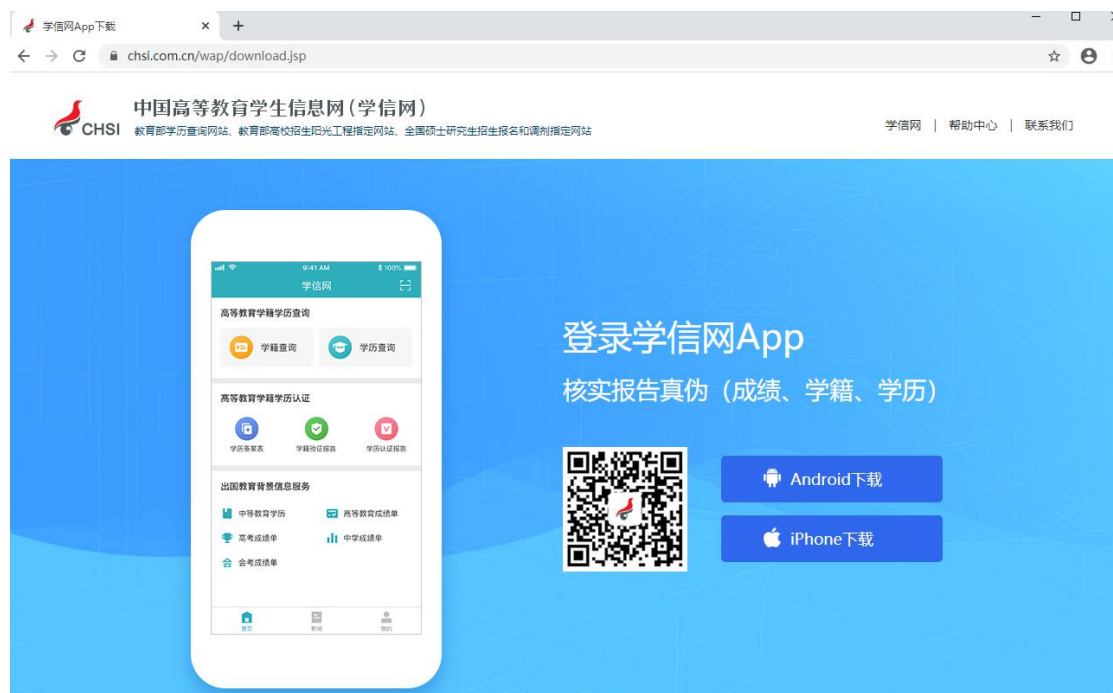 学信网App下载
chsi.com.cn/wap/download.jsp
CHSI
中国高等教育学生信息网(学信网)
教育部学历查询网站、教育部高校招生阳光工程指定网站、全国硕士研究生招生报名和调剂指定网站
学信网 | 帮助中心 | 联系我们
9:41 AM 100%
学信网
高等教育学籍学历查询
学籍查询 学历查询
高等教育学籍学历认证
学历备案表 学籍验证报告 学历认证报告
出国教育背景信息服务
中等教育学历 高等教育成绩单
高考成绩单 中学成绩单
会考成绩单
首页 新闻 我的
登录学信网App
核实报告真伪（成绩、学籍、学历）
Android下载
iPhone下载